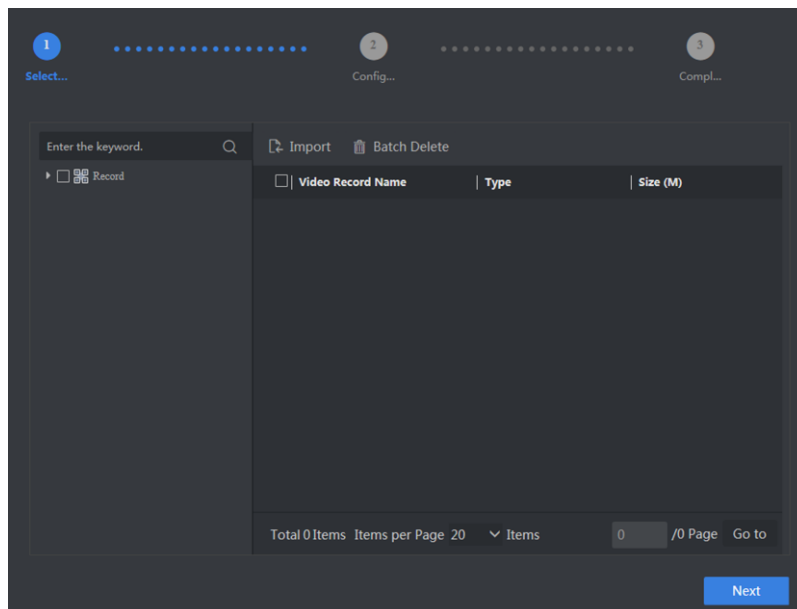 1 2 3
Select... Config... Compl...
Enter the keyword. Import Batch Delete
Record Video Record Name Type Size (M)
Total 0 Items Items per Page 20 Items 0 /0 Page Go to
Next